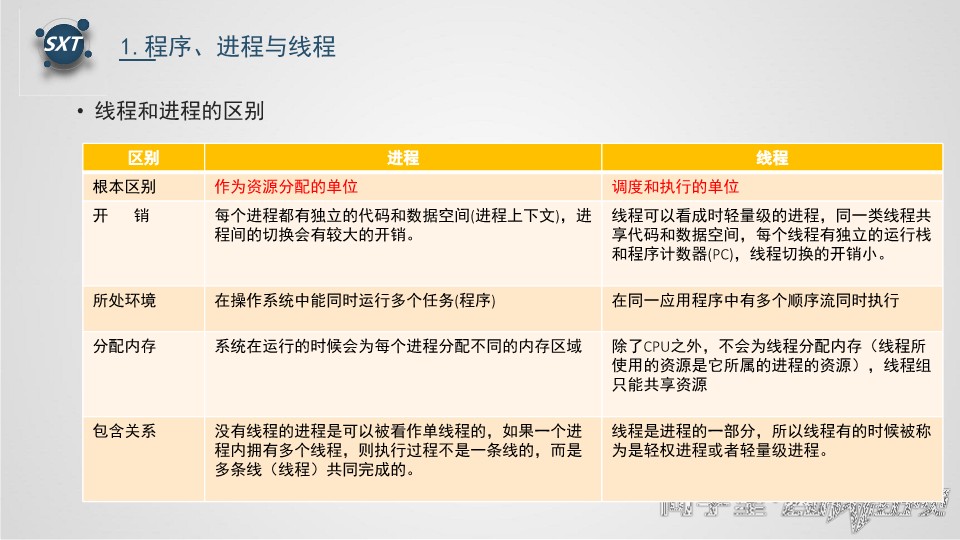 SXT
1.程序、进程与线程
• 线程和进程的区别
区别 进程 线程
根本区别 作为资源分配的单位 调度和执行的单位
开 销 每个进程都有独立的代码和数据空间(进程上下文)，进
程间的切换会有较大的开销。
线程可以看成时轻量级的进程，同一类线程共
享代码和数据空间，每个线程有独立的运行栈
和程序计数器(PC)，线程切换的开销小。
所处环境 在操作系统中能同时运行多个任务(程序) 在同一应用程序中有多个顺序流同时执行
分配内存 系统在运行的时候会为每个进程分配不同的内存区域
除了CPU之外，不会为线程分配内存（线程所
使用的资源是它所属的进程的资源），线程组
只能共享资源
包含关系 没有线程的进程是可以被看作单线程的，如果一个进
程内拥有多个线程，则执行过程不是一条线的，而是
多条线（线程）共同完成的。
线程是进程的一部分，所以线程有的时候被称
为是轻权进程或者轻量级进程。